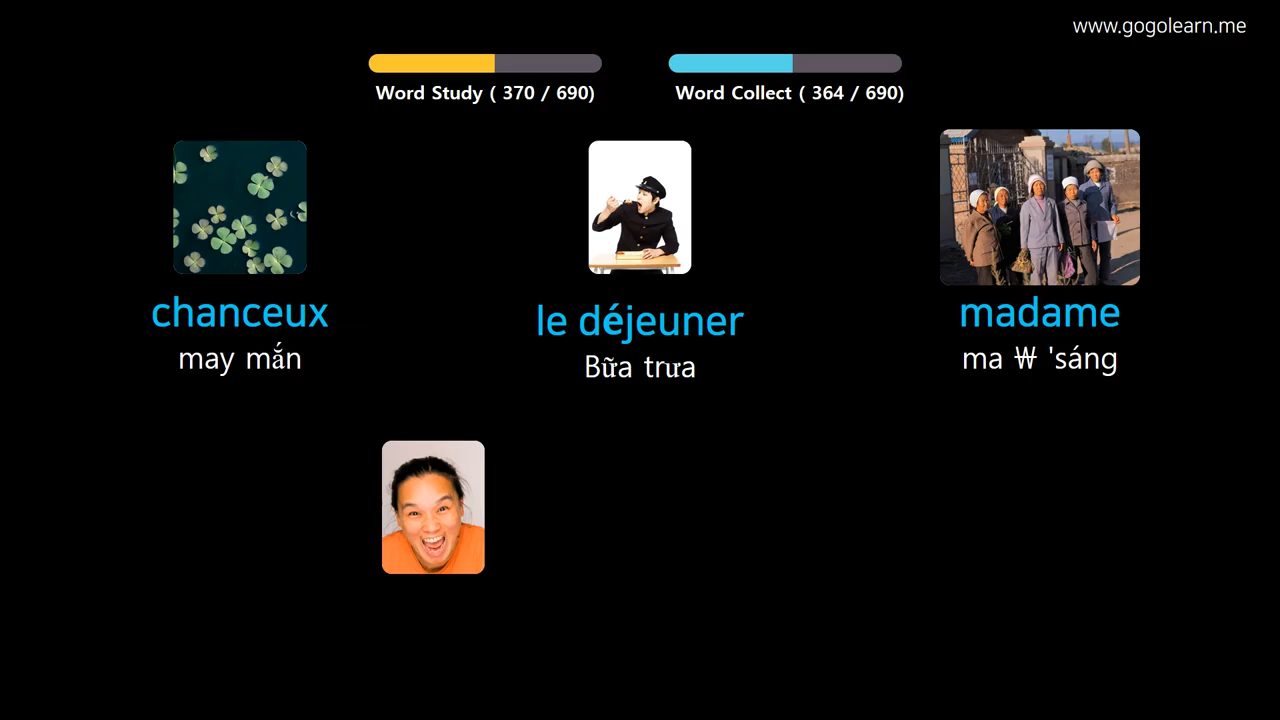 www.gogolearn.me
Word Study ( 370 / 690)
Word Collect ( 364 / 690)
chanceux
may mắn
le déjeuner
Bữa trưa
madame
ma ₩ 'sáng